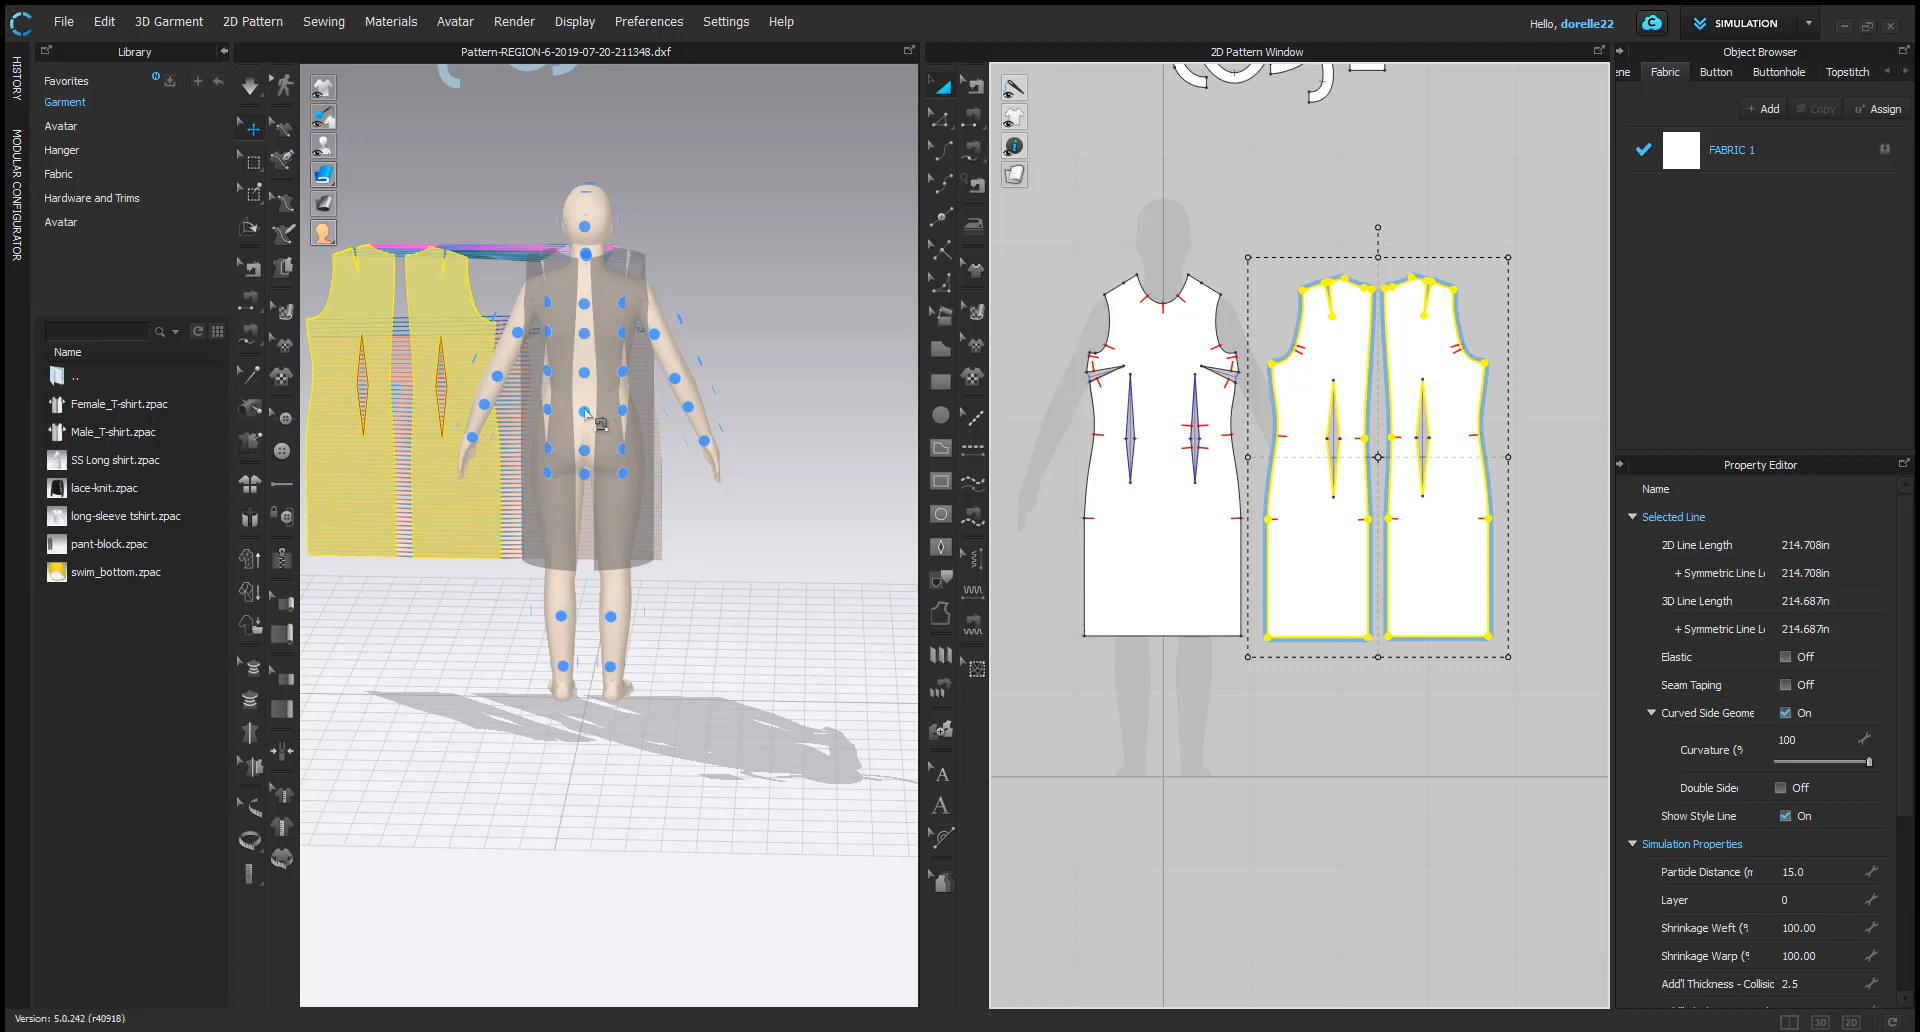 File Edit 3D Garment 2D Pattern Sewing Materials Avatar Render Display Preferences Settings Help
Hello, dorelle22
SIMULATION
Library
Pattern-REGION-6-2019-07-20-211348.dxf
2D Pattern Window
Object Browser
HISTORY
MODULAR CONFIGURATOR
Favorites
Garment
Avatar
Hanger
Fabric
Hardware and Trims
Avatar
Name
..
Female_T-shirt.zpac
Male_T-shirt.zpac
SS Long shirt.zpac
lace-knit.zpac
long-sleeve tshirt.zpac
pant-block.zpac
swim_bottom.zpac
ene Fabric Button Buttonhole Topstitch
+ Add Copy Assign
FABRIC 1
Property Editor
Name
Selected Line
2D Line Length 214.708in
+ Symmetric Line L 214.708in
3D Line Length 214.687in
+ Symmetric Line L 214.687in
Elastic Off
Seam Taping Off
Curved Side Geome On
Curvature (% 100
Double Side Off
Show Style Line On
Simulation Properties
Particle Distance (m 15.0
Layer 0
Shrinkage Weft (% 100.00
Shrinkage Warp (% 100.00
Add'l Thickness - Collisic 2.5
Version: 5.0.242 (r40918)
3D 2D